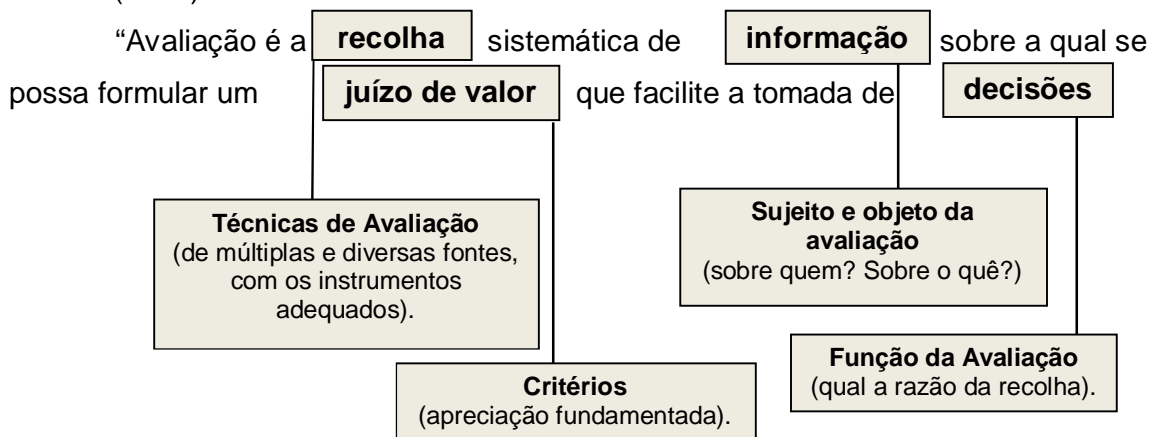 “Avaliação é a recolha sistemática de informação sobre a qual se
possa formular um juízo de valor que facilite a tomada de decisões
Técnicas de Avaliação
(de múltiplas e diversas fontes,
com os instrumentos
adequados).
Sujeito e objeto da
avaliação
(sobre quem? Sobre o quê?)
Critérios
(apreciação fundamentada).
Função da Avaliação
(qual a razão da recolha).